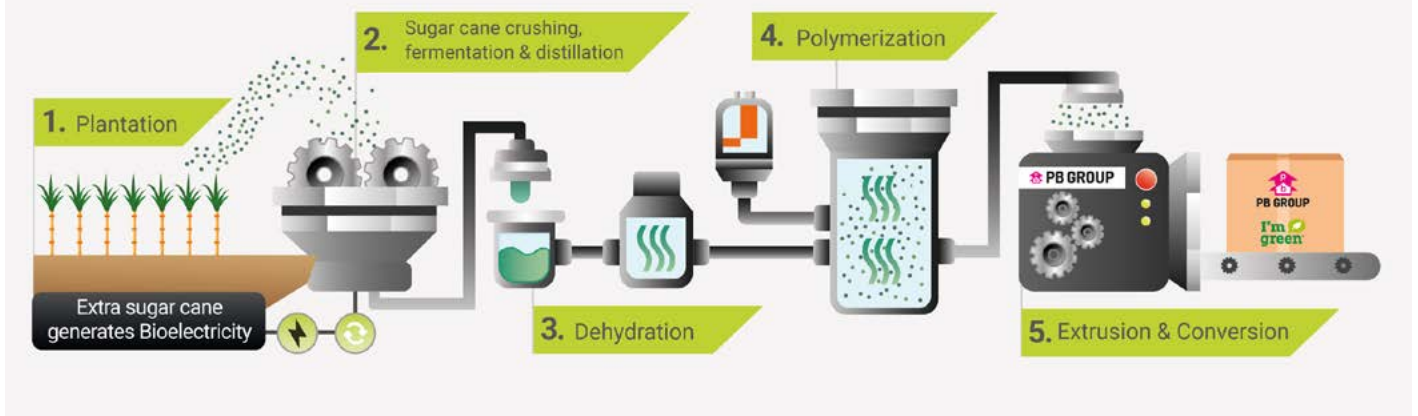 1. Plantation
2. Sugar cane crushing,
fermentation & distillation
Extra sugar cane
generates Bioelectricity
3. Dehydration
4. Polymerization
PB GROUP
5. Extrusion & Conversion
p
b
PB GROUP
I'm
green